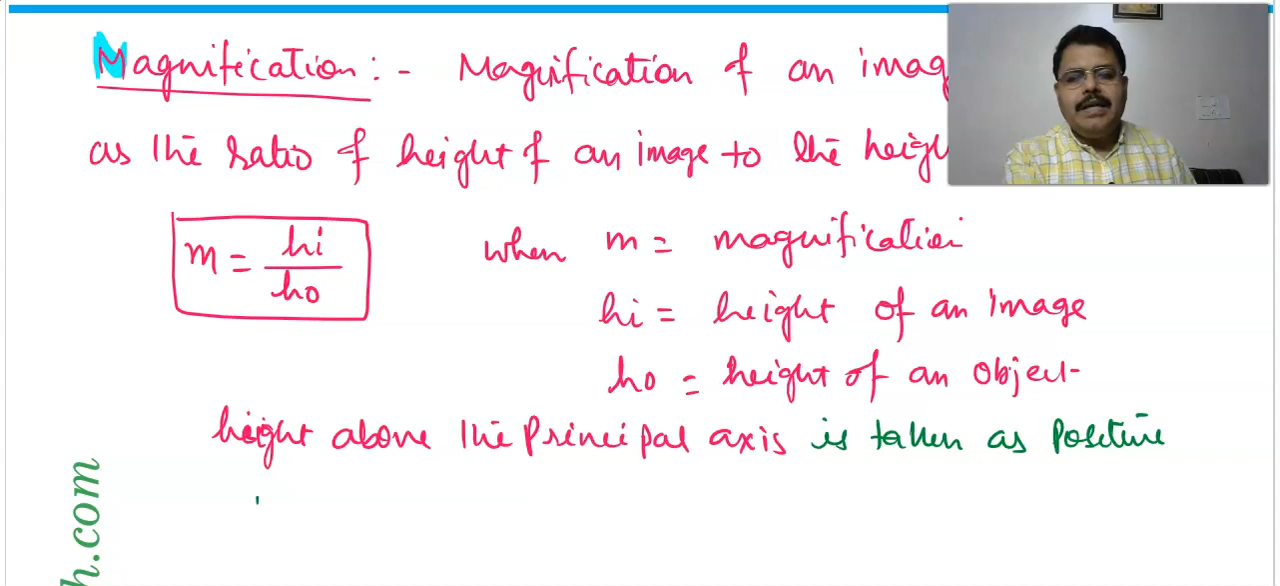 Magnification :- Magnification of an imag
as the ratio of height of an image to the heigh
m = hi/ho
when m = magnification
hi = height of an Image
ho = height of an object
height above the Principal axis is taken as Positive
h.com